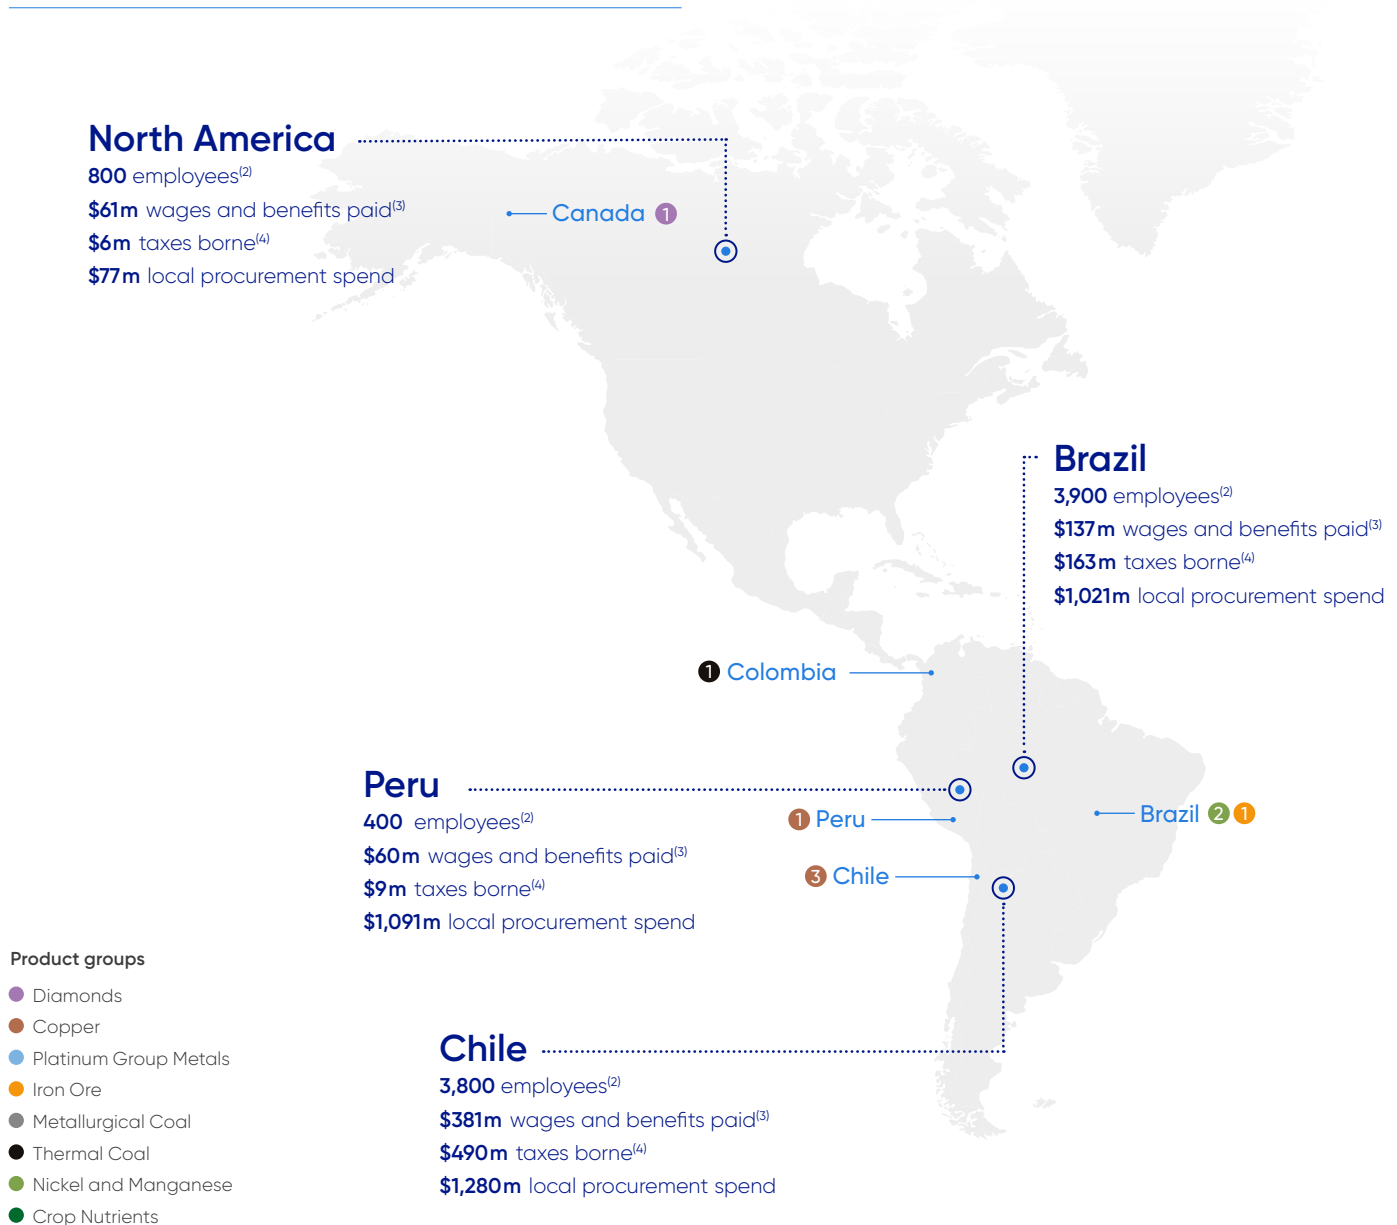 North America
800 employees(2)
$61m wages and benefits paid(3)
$6m taxes borne(4)
$77m local procurement spend
Canada 1
Brazil
3,900 employees(2)
$137m wages and benefits paid(3)
$163m taxes borne(4)
$1,021m local procurement spend
1 Colombia
Peru
400 employees(2)
$60m wages and benefits paid(3)
$9m taxes borne(4)
$1,091m local procurement spend
1 Peru
Brazil 2 1
3 Chile
Chile
3,800 employees(2)
$381m wages and benefits paid(3)
$490m taxes borne(4)
$1,280m local procurement spend
Product groups
Diamonds
Copper
Platinum Group Metals
Iron Ore
Metallurgical Coal
Thermal Coal
Nickel and Manganese
Crop Nutrients